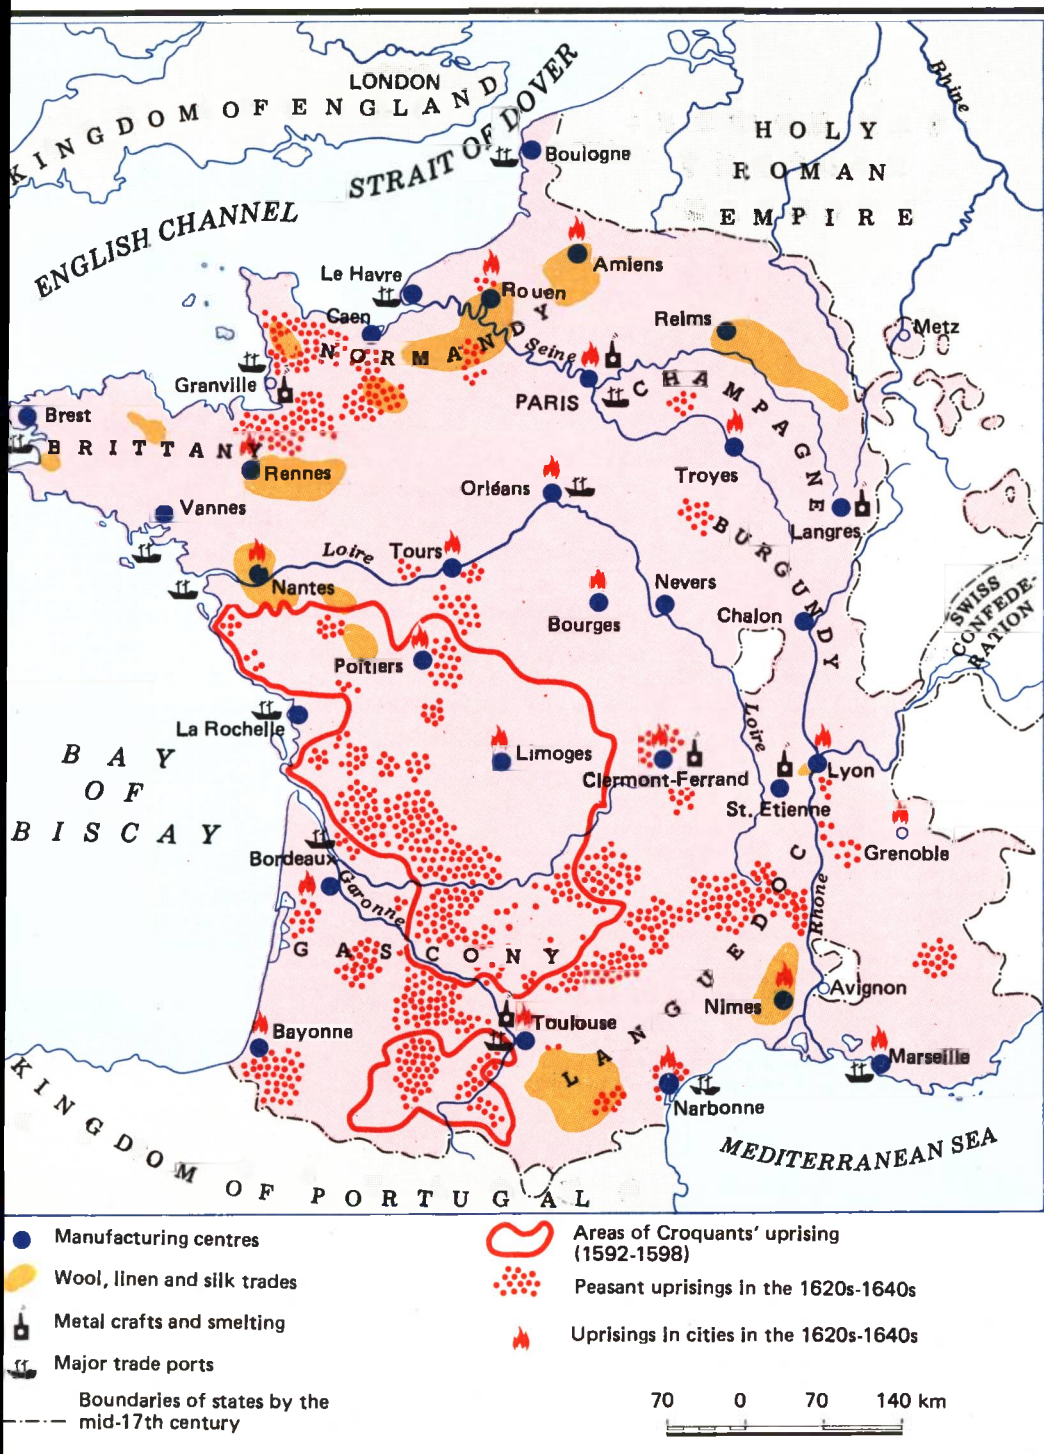 LONDON
KINGDOM OF ENGLAND
STRAIT OF DOVER
ENGLISH CHANNEL
Rhine
HOLY
ROMAN
EMPIRE
Boulogne
Amiens
Le Havre
Rouen
Caen
NORMANDY
Seine
Reims
Metz
Granville
PARIS
CHAMPAGNE
Brest
BRITTANY
Rennes
Troyes
Orléans
Vannes
Langres
BURGUNDY
Loire
Tours
Nantes
Nevers
Bourges
Chalon
SWISS
CONFEDE-
RATION
Poitiers
La Rochelle
Loire
Limoges
Clermont-Ferrand
Lyon
St. Etienne
BAY
OF
BISCAY
Grenoble
Bordeaux
Garonne
Rhone
GASCONY
LANGUEDOC
Nimes
Avignon
Toulouse
Bayonne
Marseille
Narbonne
MEDITERRANEAN SEA
KINGDOM OF PORTUGAL
Manufacturing centres
Wool, linen and silk trades
Metal crafts and smelting
Major trade ports
Boundaries of states by the
mid-17th century
Areas of Croquants' uprising
(1592-1598)
Peasant uprisings in the 1620s-1640s
Uprisings in cities in the 1620s-1640s
70 0 70 140 km